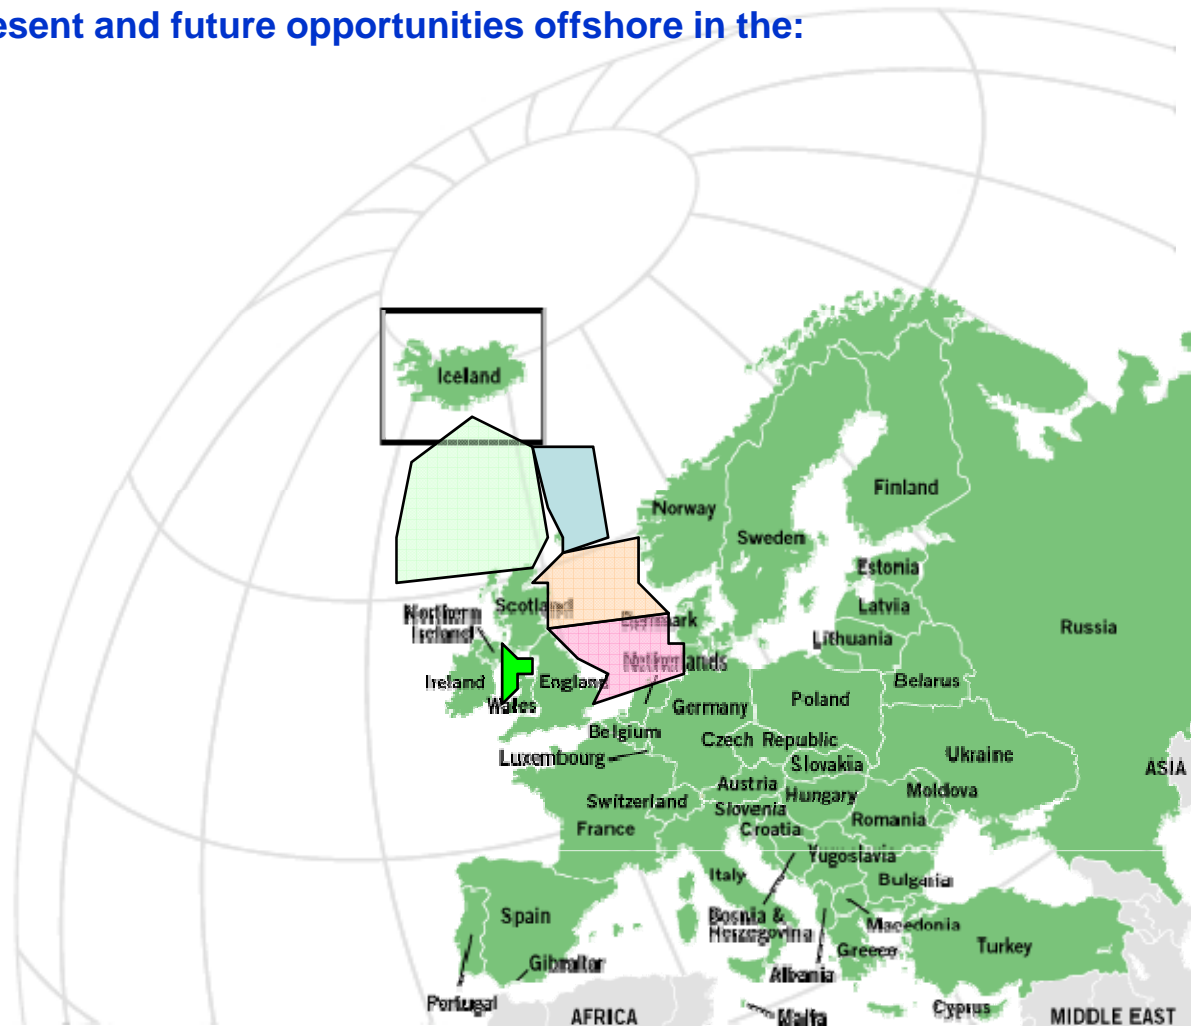 esent and future opportunities offshore in the:
Iceland
Finland
Norway
Sweden
Estonia
Scotland
Latvia
Northern
Ireland
Denmark
Russia
Lithuania
Netherlands
Ireland
England
Belarus
Wales
Poland
Germany
Belgium
Czech Republic
Luxembourg
Ukraine
Slovakia
ASIA
Austria
Hungary
Moldova
Switzerland
Slovenia
Romania
France
Croatia
Yugoslavia
Italy
Bulgaria
Spain
Bosnia &
Herzegovina
Macedonia
Greece
Turkey
Gibraltar
Albania
Portugal
Cyprus
AFRICA
Malta
MIDDLE EAST